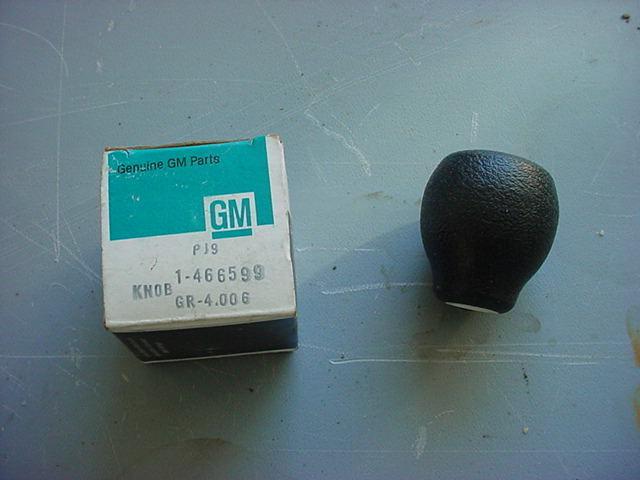 Genuine GM Parts
GM
PJ9
1-466599
KNOB
GR-4.006